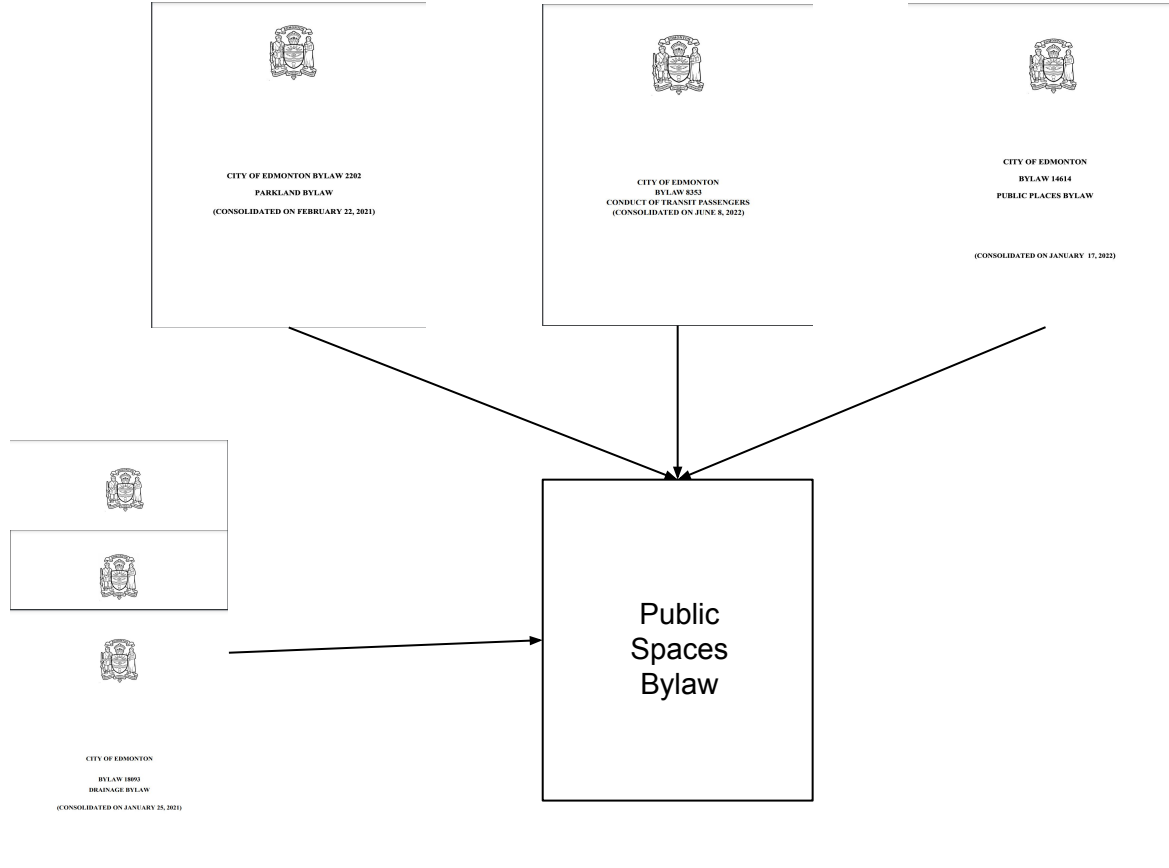 CITY OF EDMONTON BYLAW 2202
PARKLAND BYLAW
(CONSOLIDATED ON FEBRUARY 22, 2021)
CITY OF EDMONTON
BYLAW 8353
CONDUCT OF TRANSIT PASSENGERS
(CONSOLIDATED ON JUNE 8, 2022)
CITY OF EDMONTON
BYLAW 14614
PUBLIC PLACES BYLAW
(CONSOLIDATED ON JANUARY 17, 2022)
Public
Spaces
Bylaw
CITY OF EDMONTON
BYLAW 18093
DRAINAGE BYLAW
(CONSOLIDATED ON JANUARY 25, 2021)